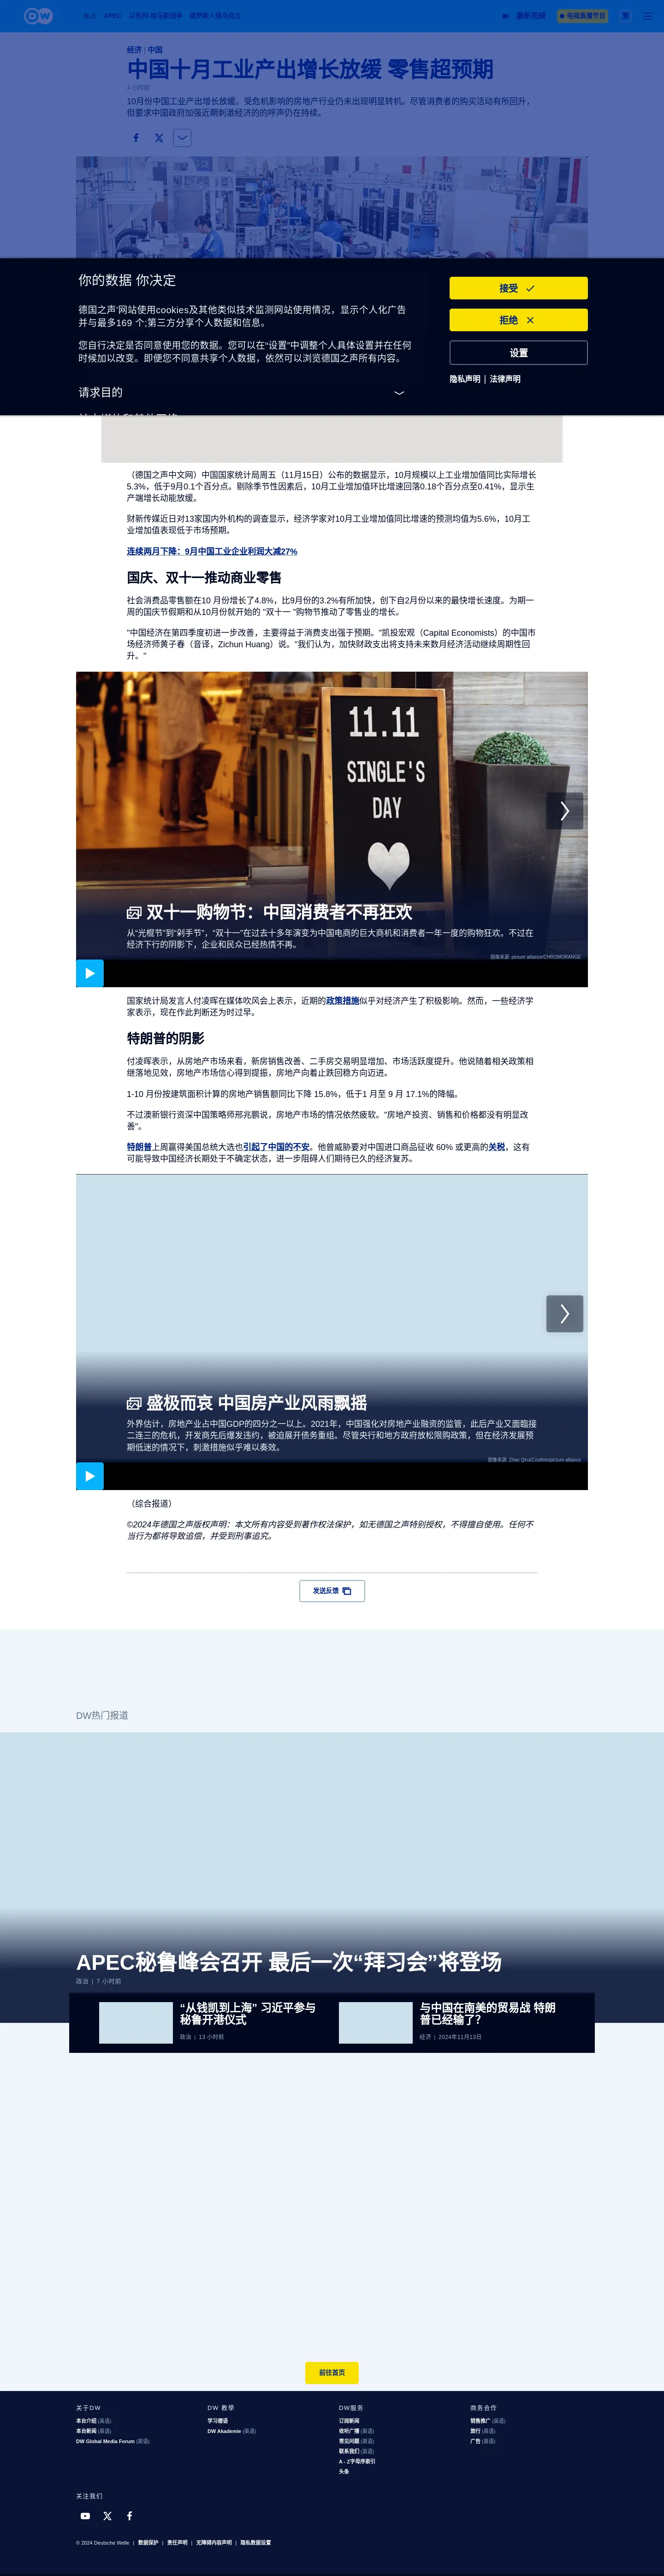 DW
焦点
APEC
以色列-哈马斯战争
俄罗斯入侵乌克兰
最新视频
电视直播节目
经济 | 中国
中国十月工业产出增长放缓 零售超预期
10月份中国工业产出增长放缓。受危机影响的房地产行业仍未出现明显转机。尽管消费者的购买活动有所回升，
但要求中国政府加强近期刺激经济的的呼声仍在持续。
你的数据 你决定
德国之声'网站使用cookies及其他类似技术监测网站使用情况，显示个人化广告
并与最多169 个;第三方分享个人数据和信息。
您自行决定是否同意使用您的数据。您可以在“设置”中调整个人具体设置并在任何
时候加以改变。即便您不同意共享个人数据，依然可以浏览德国之声所有内容。
请求目的
接受
拒绝
设置
隐私声明 | 法律声明
（德国之声中文网）中国国家统计局周五（11月15日）公布的数据显示，10月规模以上工业增加值同比实际增长
5.3%，低于9月0.1个百分点。剔除季节性因素后，10月工业增加值环比增速回落0.18个百分点至0.41%，显示生
产端增长动能放缓。
财新传媒近日对13家国内外机构的调查显示，经济学家对10月工业增加值同比增速的预测均值为5.6%，10月工
业增加值表现低于市场预期。
连续两月下降：9月中国工业企业利润大减27%
国庆、双十一推动商业零售
社会消费品零售额在10 月份增长了4.8%，比9月份的3.2%有所加快，创下自2月份以来的最快增长速度。为期一
周的国庆节假期和从10月份就开始的 "双十一 "购物节推动了零售业的增长。
"中国经济在第四季度初进一步改善，主要得益于消费支出强于预期。"凯投宏观（Capital Economists）的中国市
场经济师黄子春（音译，Zichun Huang）说。"我们认为，加快财政支出将支持未来数月经济活动继续周期性回
升。"
11.11
SINGLE'S
DAY
双十一购物节：中国消费者不再狂欢
从“光棍节”到“剁手节”，“双十一”在过去十多年演变为中国电商的巨大商机和消费者一年一度的购物狂欢。不过在
经济下行的阴影下，企业和民众已经热情不再。
图像来源: picture alliance/CHROMORANGE
国家统计局发言人付凌晖在媒体吹风会上表示，近期的政策措施似乎对经济产生了积极影响。然而，一些经济学
家表示，现在作此判断还为时过早。
特朗普的阴影
付凌晖表示，从房地产市场来看，新房销售改善、二手房交易明显增加、市场活跃度提升。他说随着相关政策相
继落地见效，房地产市场信心得到提振，房地产向着止跌回稳方向迈进。
1-10 月份按建筑面积计算的房地产销售额同比下降 15.8%，低于1 月至 9 月 17.1%的降幅。
不过澳新银行资深中国策略师邢兆鹏说，房地产市场的情况依然疲软。"房地产投资、销售和价格都没有明显改
善"。
特朗普上周赢得美国总统大选也引起了中国的不安。他曾威胁要对中国进口商品征收 60% 或更高的关税，这有
可能导致中国经济长期处于不确定状态，进一步阻碍人们期待已久的经济复苏。
盛极而哀 中国房产业风雨飘摇
外界估计，房地产业占中国GDP的四分之一以上。2021年，中国强化对房地产业融资的监管，此后产业又面临接
二连三的危机，开发商先后爆发违约，被迫展开债务重组。尽管央行和地方政府放松限购政策，但在经济发展预
期低迷的情况下，刺激措施似乎难以奏效。
图像来源: Zhan Qirui/Costfoto/picture alliance
（综合报道）
©2024年德国之声版权声明：本文所有内容受到著作权法保护，如无德国之声特别授权，不得擅自使用。任何不
当行为都将导致追偿，并受到刑事追究。
发送反馈
DW热门报道
APEC秘鲁峰会召开 最后一次“拜习会”将登场
政治 | 7 小时前
“从钱凯到上海” 习近平参与
秘鲁开港仪式
政治 | 13 小时前
与中国在南美的贸易战 特朗
普已经输了?
经济 | 2024年11月13日
前往首页
关于DW
本台介绍 (英语)
本台新闻 (英语)
DW Global Media Forum (英语)
DW 教學
学习德语
DW Akademie (英语)
DW服务
订阅新闻
收听广播 (英语)
常见问题 (英语)
联系我们 (英语)
A - Z字母序索引
头条
商务合作
销售推广 (英语)
旅行 (英语)
广告 (英语)
关注我们
© 2024 Deutsche Welle | 数据保护 | 责任声明 | 无障碍内容声明 | 隐私数据设置